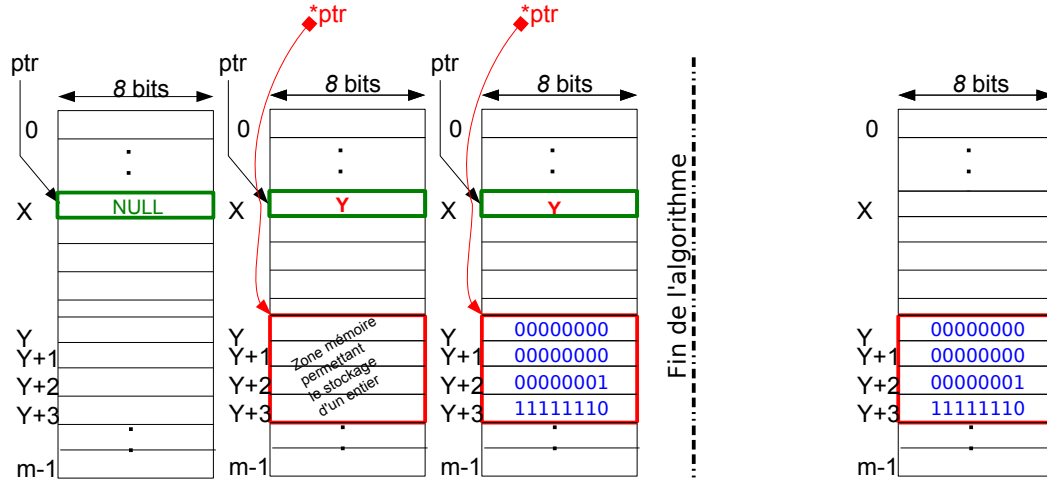 *ptr
*ptr
ptr
ptr
ptr
8 bits
8 bits
8 bits
8 bits
0
0
0
0
X
NULL
X
Y
X
Y
X
Fin de l'algorithme
Y
Y+1
Y+2
Y+3
m-1
Y
Y+1
Y+2
Y+3
m-1
Zone mémoire
permettant
le stockage
d'un entier
Y
Y+1
Y+2
Y+3
m-1
00000000
00000000
00000001
11111110
Y
Y+1
Y+2
Y+3
m-1
00000000
00000000
00000001
11111110